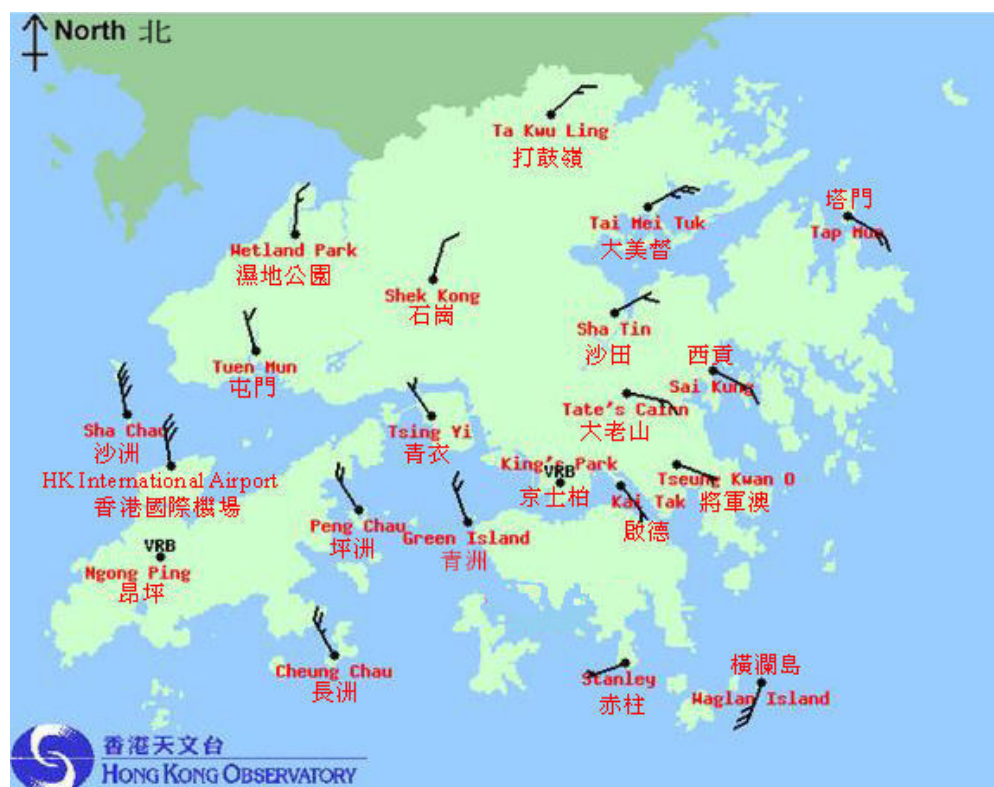 North 北
Ta Kwu Ling
打鼓嶺
塔門
Tap Mun
Tai Mei Tuk
大美督
Wetland Park
濕地公園
Shek Kong
石崗
Sha Tin
沙田
西貢
Sai Kung
Tuen Mun
屯門
Tate's Cairn
大老山
Sha Chau
沙洲
Tsing Yi
青衣
King's Park
VRB
京士柏
Tseung Kwan O
將軍澳
HK International Airport
香港國際機場
Kai Tak
啟德
Peng Chau
坪洲
Green Island
青洲
VRB
Ngong Ping
昂坪
Cheung Chau
長洲
Stanley
赤柱
橫瀾島
Waglan Island
香港天文台
HONG KONG OBSERVATORY